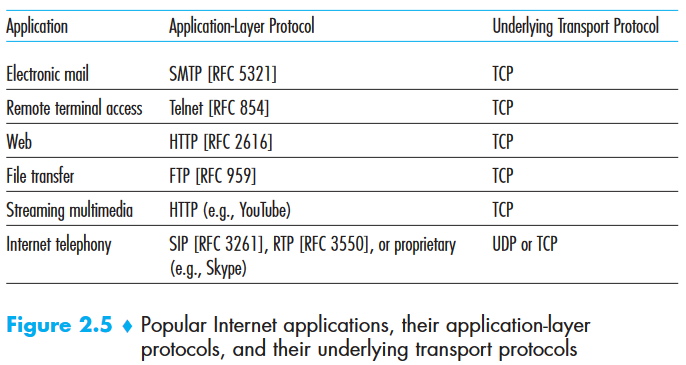 Application Application-Layer Protocol Underlying Transport Protocol
Electronic mail SMTP [RFC 5321] TCP
Remote terminal access Telnet [RFC 854] TCP
Web HTTP [RFC 2616] TCP
File transfer FTP [RFC 959] TCP
Streaming multimedia HTTP (e.g., YouTube) TCP
Internet telephony SIP [RFC 3261], RTP [RFC 3550], or proprietary UDP or TCP
(e.g., Skype)
Figure 2.5 ♦ Popular Internet applications, their application-layer
protocols, and their underlying transport protocols